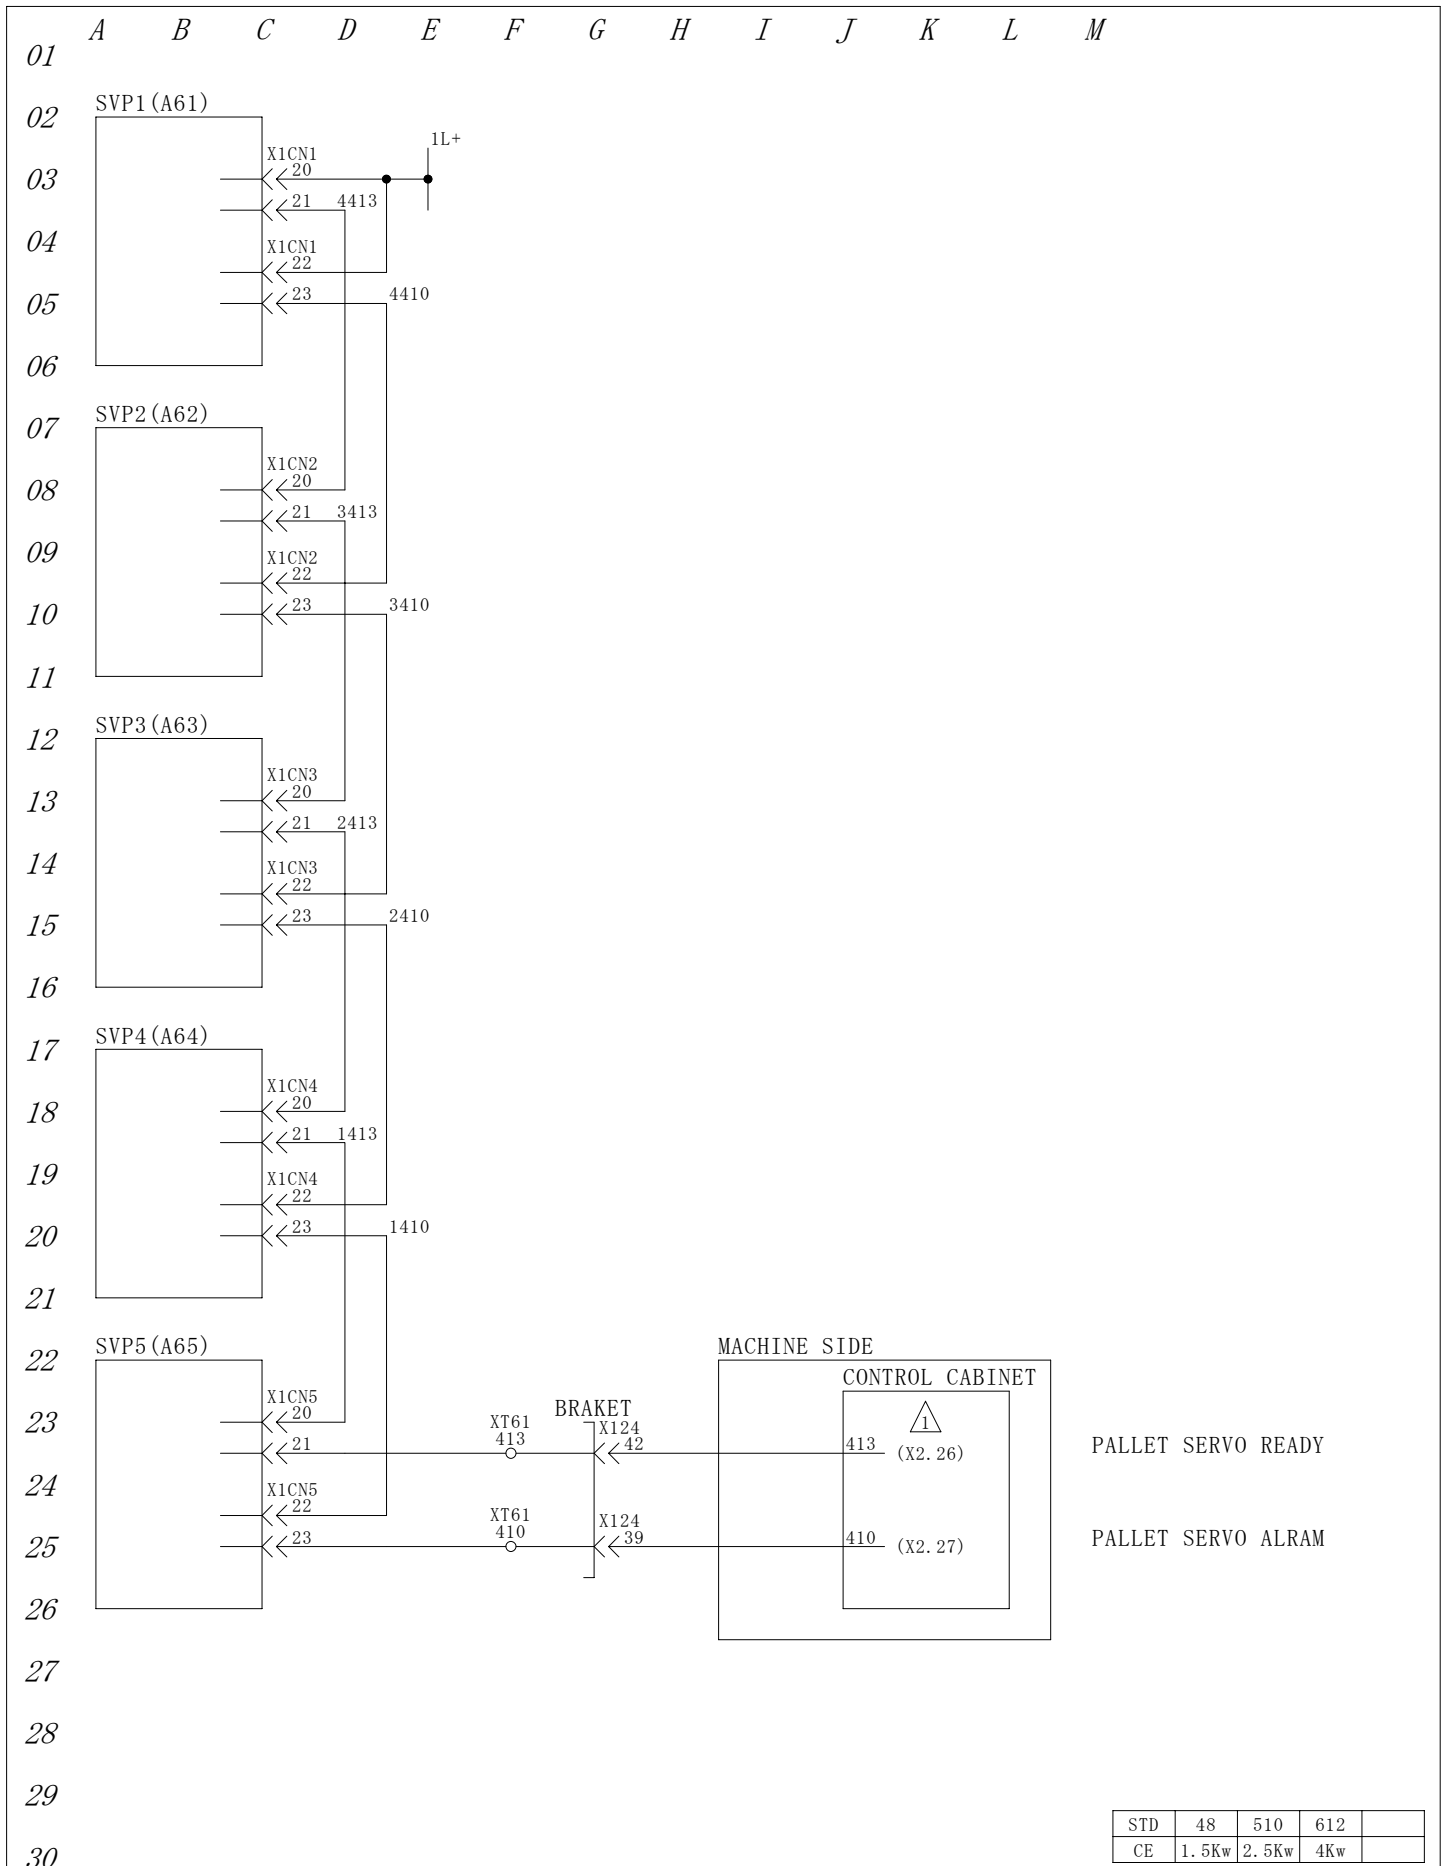 A B C D E F G H I J K L M
01
02 SVP1(A61)
1L+
X1CN1
03 20
21 4413
04 X1CN1
22
05 23 4410
06
07 SVP2(A62)
X1CN2
08 20
21 3413
09 X1CN2
22
10 23 3410
11
12 SVP3(A63)
X1CN3
13 20
21 2413
14 X1CN3
22
15 23 2410
16
17 SVP4(A64)
X1CN4
18 20
21 1413
19 X1CN4
22
20 23 1410
21
22 SVP5(A65) MACHINE SIDE
CONTROL CABINET
X1CN5 BRAKET
23 20 XT61 X124 1
21 413 42 413 (X2.26) PALLET SERVO READY
24 X1CN5
22 XT61 X124
25 23 410 39 410 (X2.27) PALLET SERVO ALRAM
26
27
28
29
STD 48 510 612
30 CE 1.5Kw 2.5Kw 4Kw